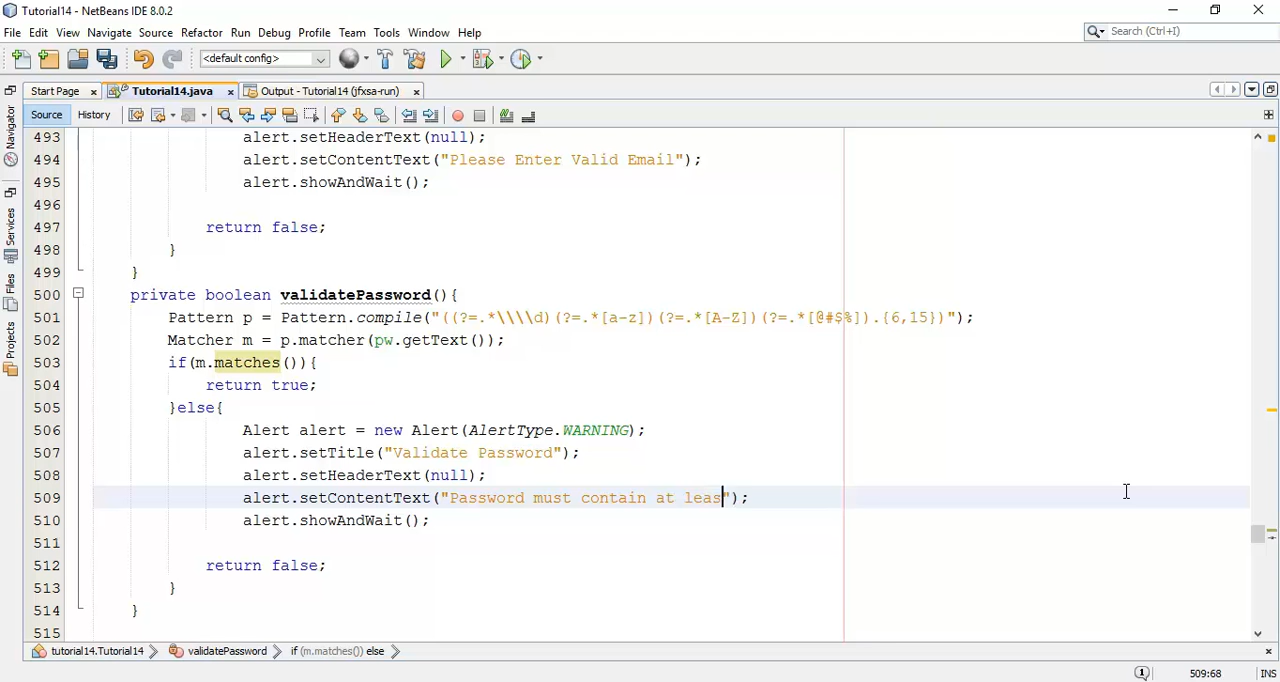 Tutorial14 - NetBeans IDE 8.0.2
File Edit View Navigate Source Refactor Run Debug Profile Team Tools Window Help
Search (Ctrl+I)
<default config>
Start Page Tutorial14.java Output - Tutorial14 (jfxsa-run)
Source History
Navigator
Services
Files
Projects
493 alert.setHeaderText(null);
494 alert.setContentText("Please Enter Valid Email");
495 alert.showAndWait();
496
497 return false;
498 }
499 }
500 private boolean validatePassword(){
501 Pattern p = Pattern.compile("((?=.*\\\\d)(?=.*[a-z])(?=.*[A-Z])(?=.*[@#$%]).{6,15})");
502 Matcher m = p.matcher(pw.getText());
503 if(m.matches()){
504 return true;
505 }else{
506 Alert alert = new Alert(AlertType.WARNING);
507 alert.setTitle("Validate Password");
508 alert.setHeaderText(null);
509 alert.setContentText("Password must contain at leas");
510 alert.showAndWait();
511
512 return false;
513 }
514 }
515
tutorial14.Tutorial14 validatePassword if (m.matches()) else
1 509:68 INS